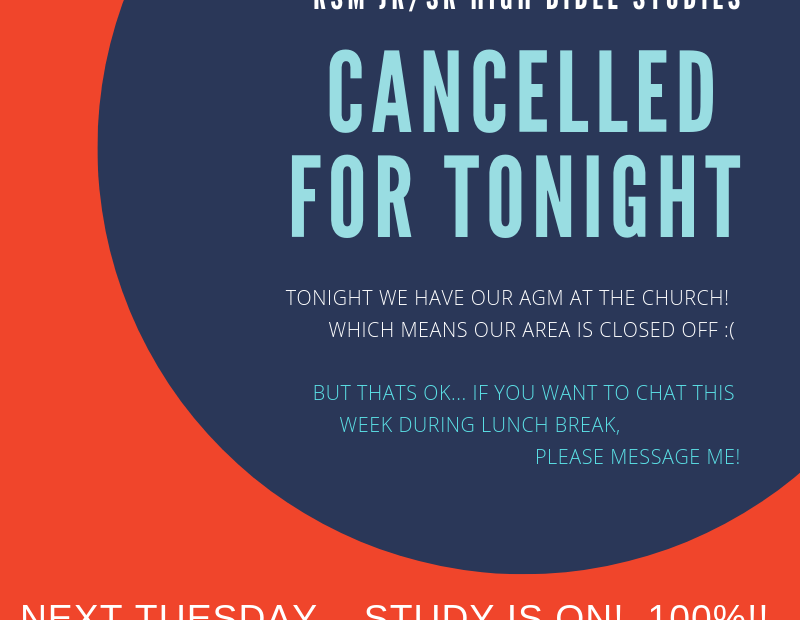 RSM JR/SR HIGH BIBLE STUDIES
CANCELLED
FOR TONIGHT
TONIGHT WE HAVE OUR AGM AT THE CHURCH!
WHICH MEANS OUR AREA IS CLOSED OFF :(
BUT THATS OK... IF YOU WANT TO CHAT THIS
WEEK DURING LUNCH BREAK,
PLEASE MESSAGE ME!
NEXT TUESDAY... STUDY IS ON! 100%!!